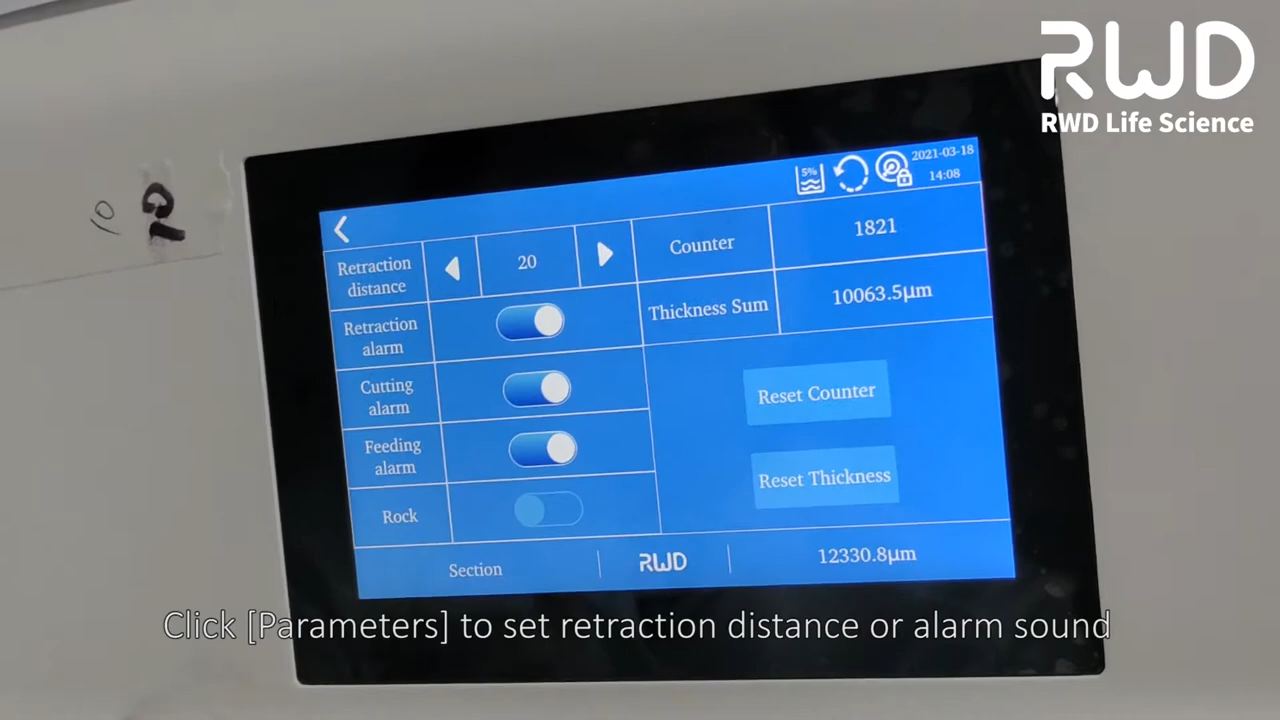 RWD
RWD Life Science
5%
2021-03-18
14:08
Retraction
distance
20
Counter
1821
Retraction
alarm
Thickness Sum
10063.5µm
Cutting
alarm
Reset Counter
Feeding
alarm
Reset Thickness
Rock
Section
RWD
12330.8µm
Click [Parameters] to set retraction distance or alarm sound